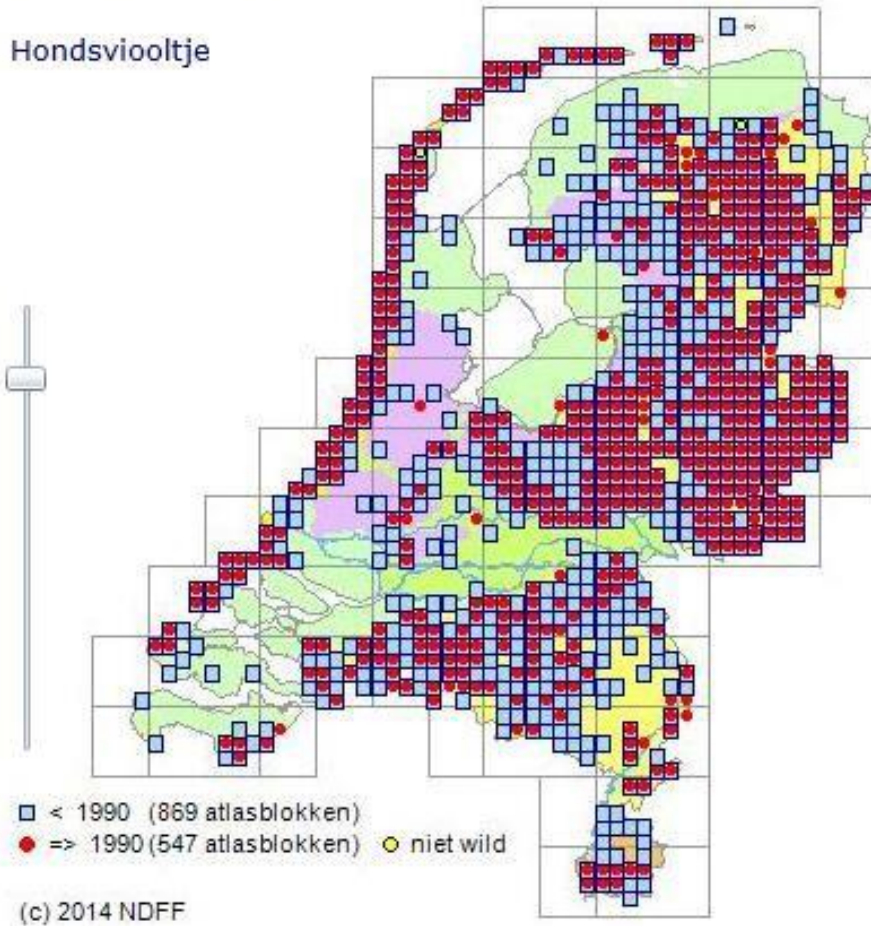 Hondsviooltje
< 1990 (869 atlasblokken)
=> 1990 (547 atlasblokken) niet wild
(c) 2014 NDFF